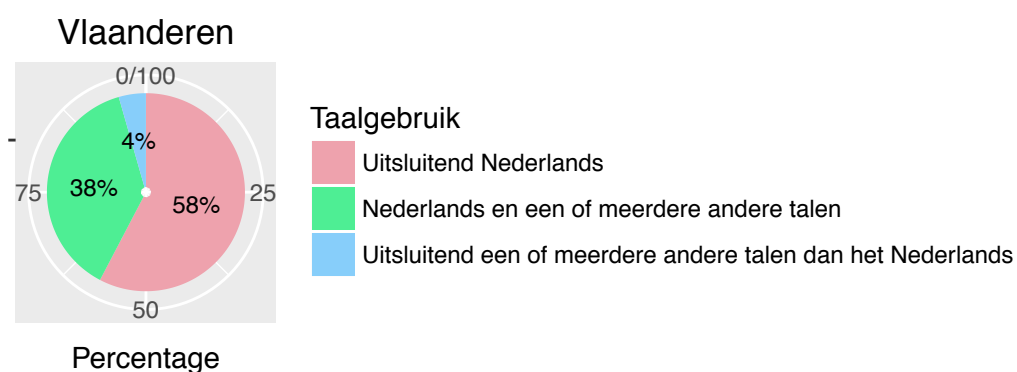 Vlaanderen
0/100
4%
75
38%
58%
25
50
Percentage
Taalgebruik
Uitsluitend Nederlands
Nederlands en een of meerdere andere talen
Uitsluitend een of meerdere andere talen dan het Nederlands